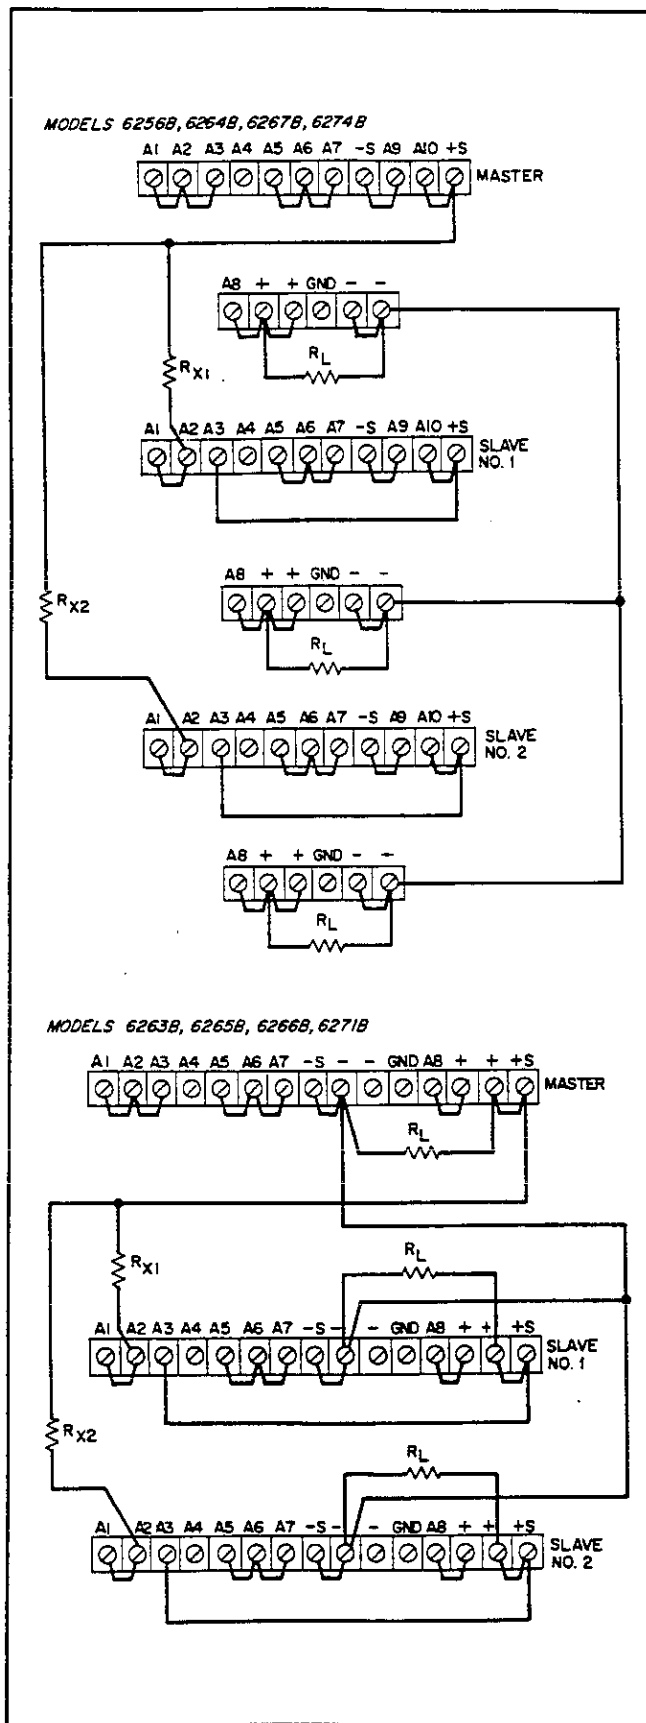 MODELS 6256B, 6264B, 6267B, 6274B
A1 A2 A3 A4 A5 A6 A7 -S A9 A10 +S
MASTER
A8 + + GND - -
RL
RX1
A1 A2 A3 A4 A5 A6 A7 -S A9 A10 +S
SLAVE
NO. 1
A8 + + GND - -
RX2
RL
A1 A2 A3 A4 A5 A6 A7 -S A9 A10 +S
SLAVE
NO. 2
A8 + + GND - -
RL
MODELS 6263B, 6265B, 6266B, 6271B
A1 A2 A3 A4 A5 A6 A7 -S - - GND A8 + + +S
MASTER
RL
RX1
RL
A1 A2 A3 A4 A5 A6 A7 -S - - GND A8 + + +S
SLAVE
NO. 1
RX2
RL
A1 A2 A3 A4 A5 A6 A7 -S - - GND A8 + + +S
SLAVE
NO. 2